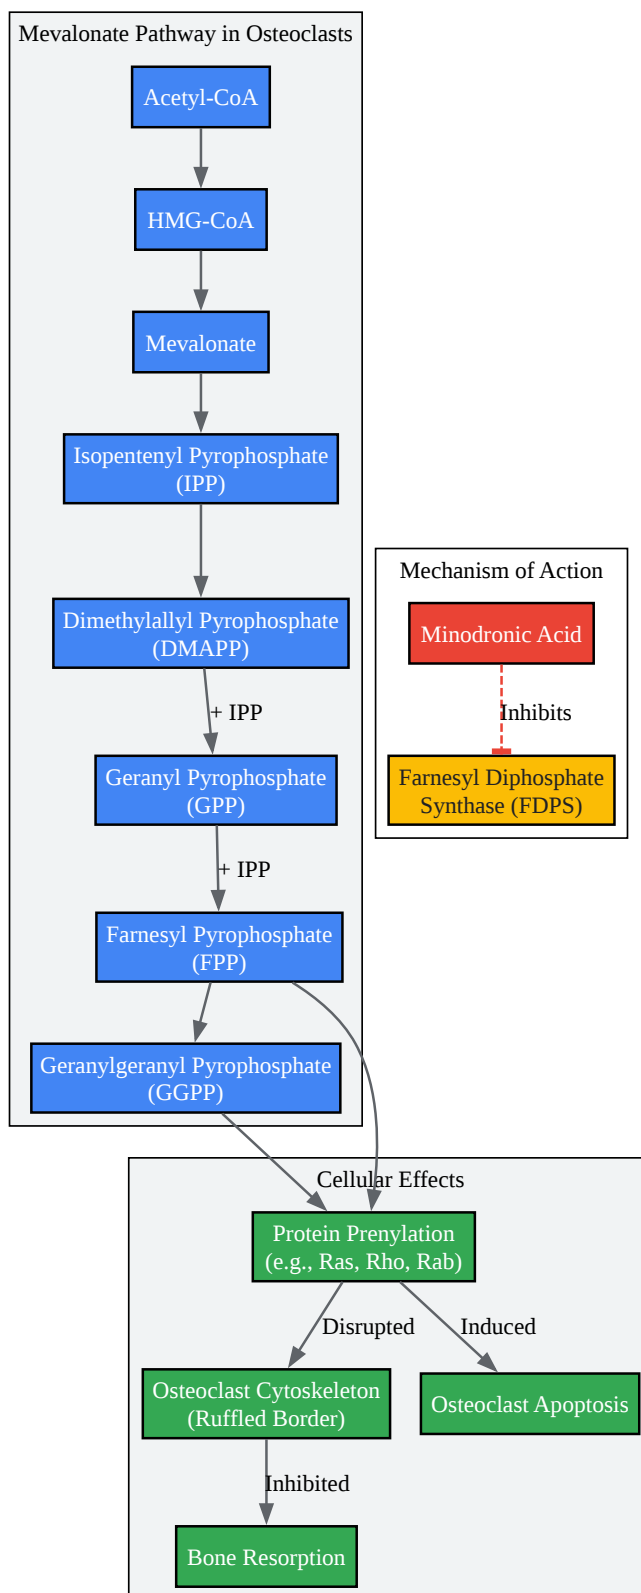 Mevalonate Pathway in Osteoclasts
Acetyl-CoA
HMG-CoA
Mevalonate
Isopentenyl Pyrophosphate
(IPP)
Dimethylallyl Pyrophosphate
(DMAPP)
+ IPP
Geranyl Pyrophosphate
(GPP)
+ IPP
Farnesyl Pyrophosphate
(FPP)
Geranylgeranyl Pyrophosphate
(GGPP)
Mechanism of Action
Minodronic Acid
Inhibits
Farnesyl Diphosphate
Synthase (FDPS)
Cellular Effects
Protein Prenylation
(e.g., Ras, Rho, Rab)
Disrupted
Induced
Osteoclast Cytoskeleton
(Ruffled Border)
Osteoclast Apoptosis
Inhibited
Bone Resorption